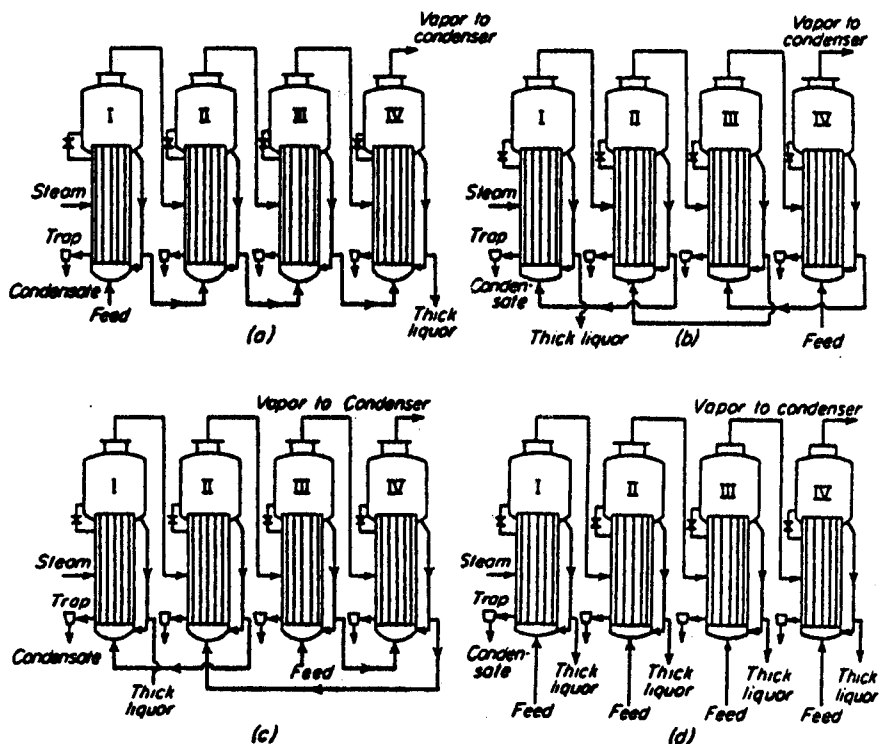 Vapor to
condenser
I
II
III
IV
Steam
Trap
Condensate
Feed
Thick
liquor
(a)
Vapor to
condenser
I
II
III
IV
Steam
Trap
Conden-
sate
Thick liquor
Feed
(b)
Vapor to Condenser
I
II
III
IV
Steam
Trap
Condensate
Thick
liquor
Feed
(c)
Vapor to condenser
I
II
III
IV
Steam
Trap
Conden-
sate
Thick
liquor
Thick
liquor
Thick
liquor
Thick
liquor
Feed
Feed
Feed
Feed
(d)